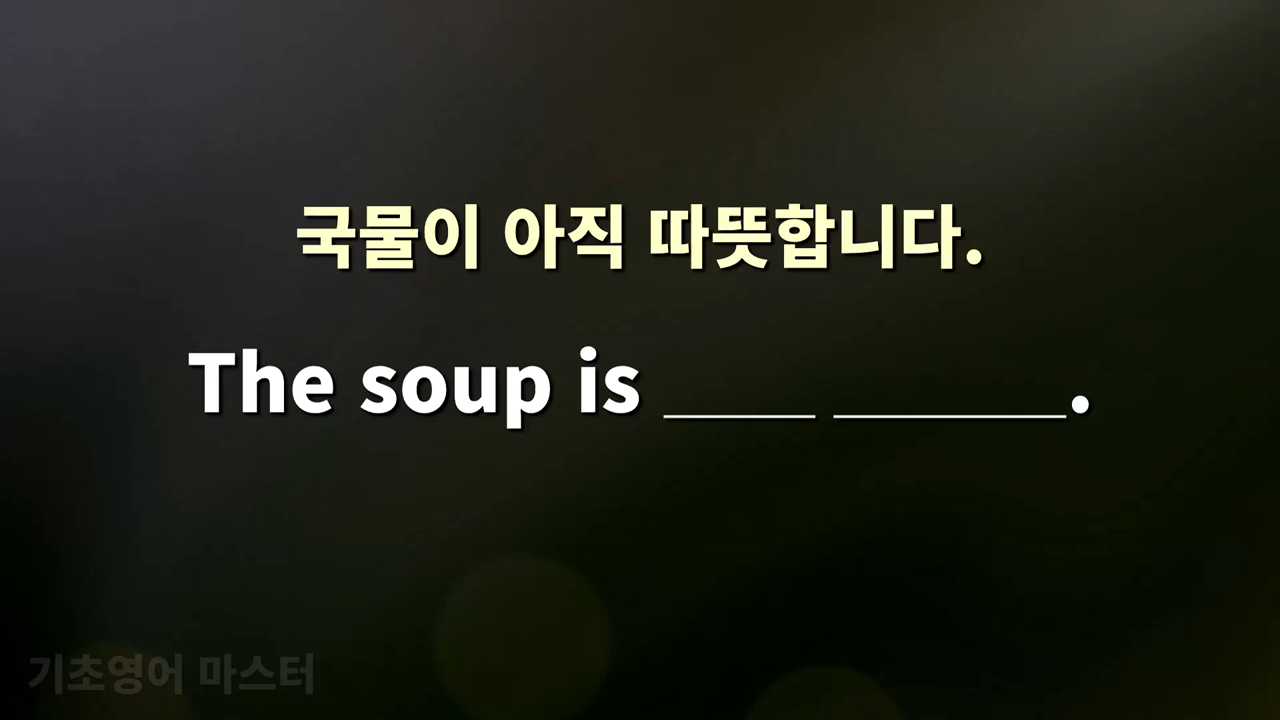 국물이 아직 따뜻합니다.
The soup is ____ ______.
기초영어 마스터